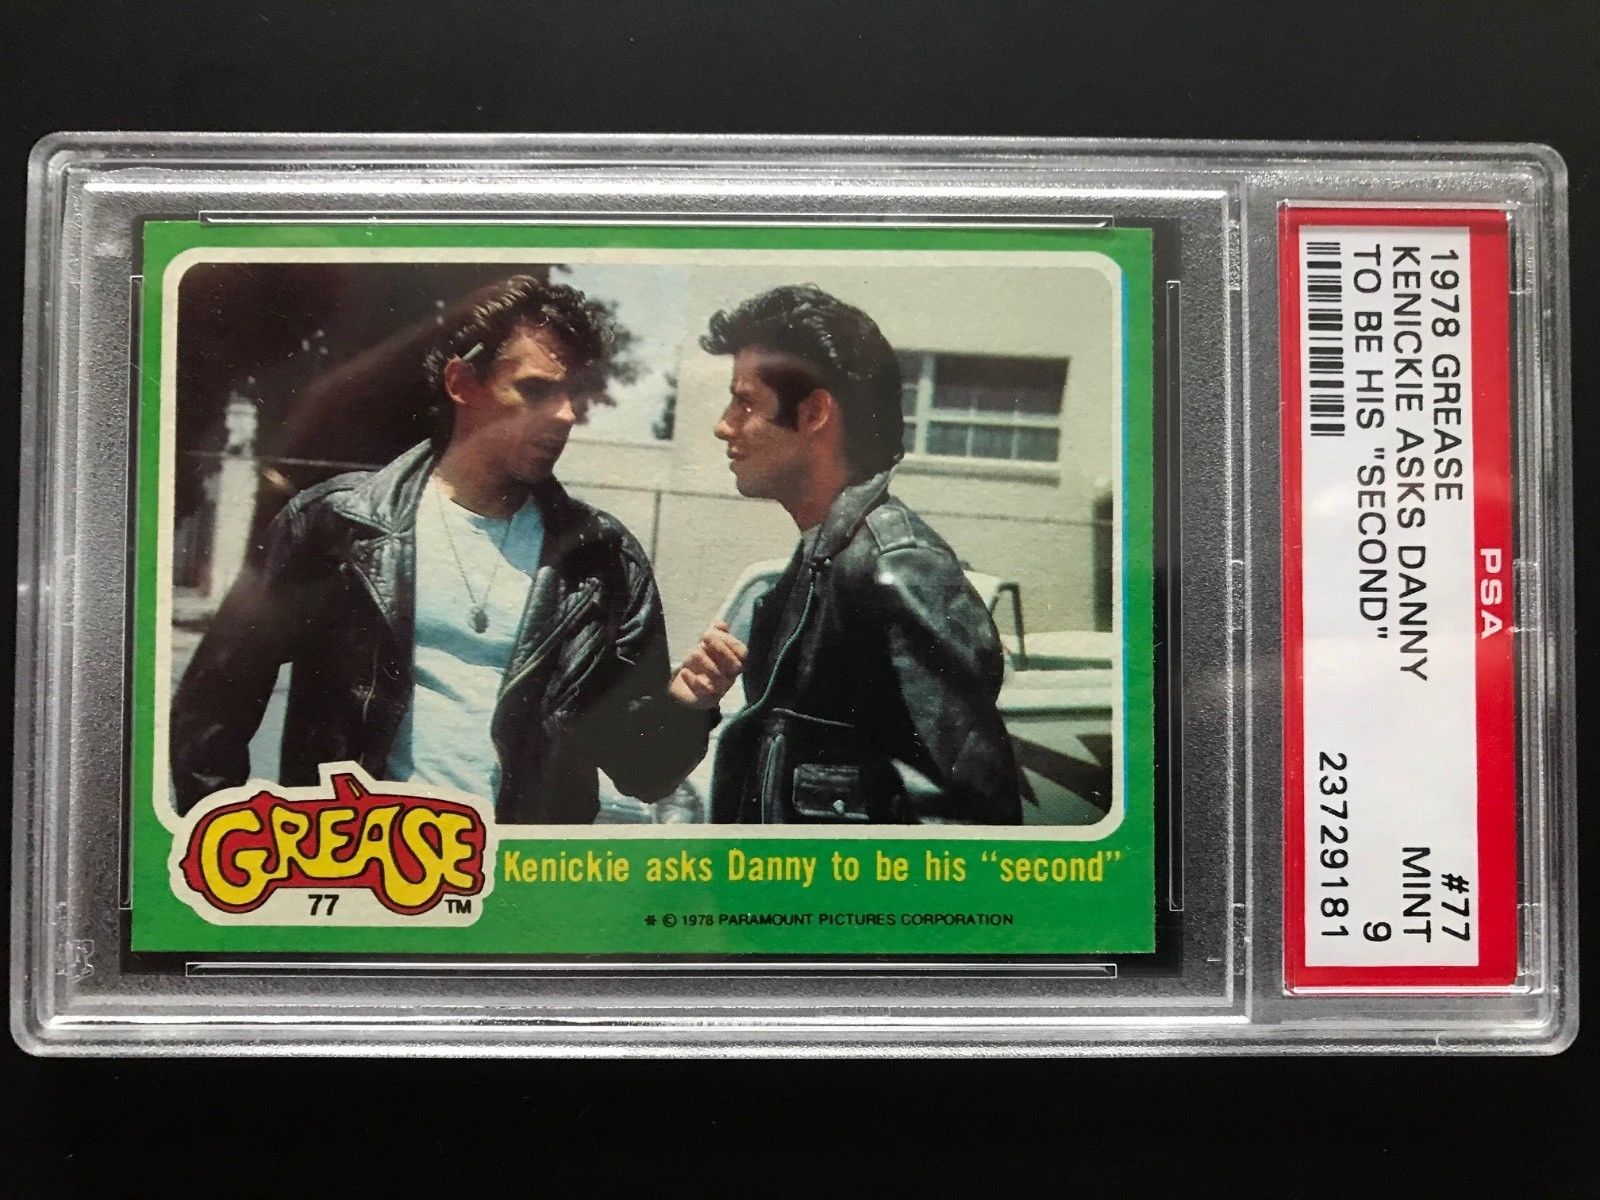 GREASE
77
TM
Kenickie asks Danny to be his “second”
* © 1978 PARAMOUNT PICTURES CORPORATION
PSA
1978 GREASE #77
KENICKIE ASKS DANNY MINT
TO BE HIS "SECOND" 9
23729181